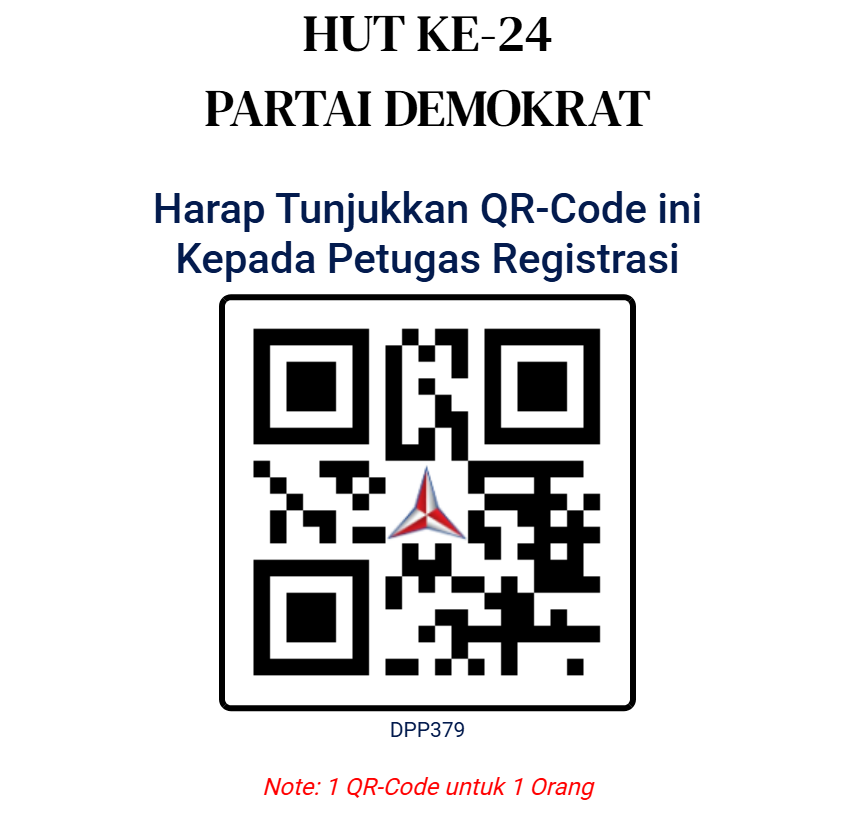 HUT KE-24
PARTAI DEMOKRAT
Harap Tunjukkan QR-Code ini
Kepada Petugas Registrasi
DPP379
Note: 1 QR-Code untuk 1 Orang